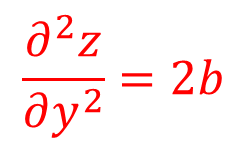 ∂²z/∂y² = 2b